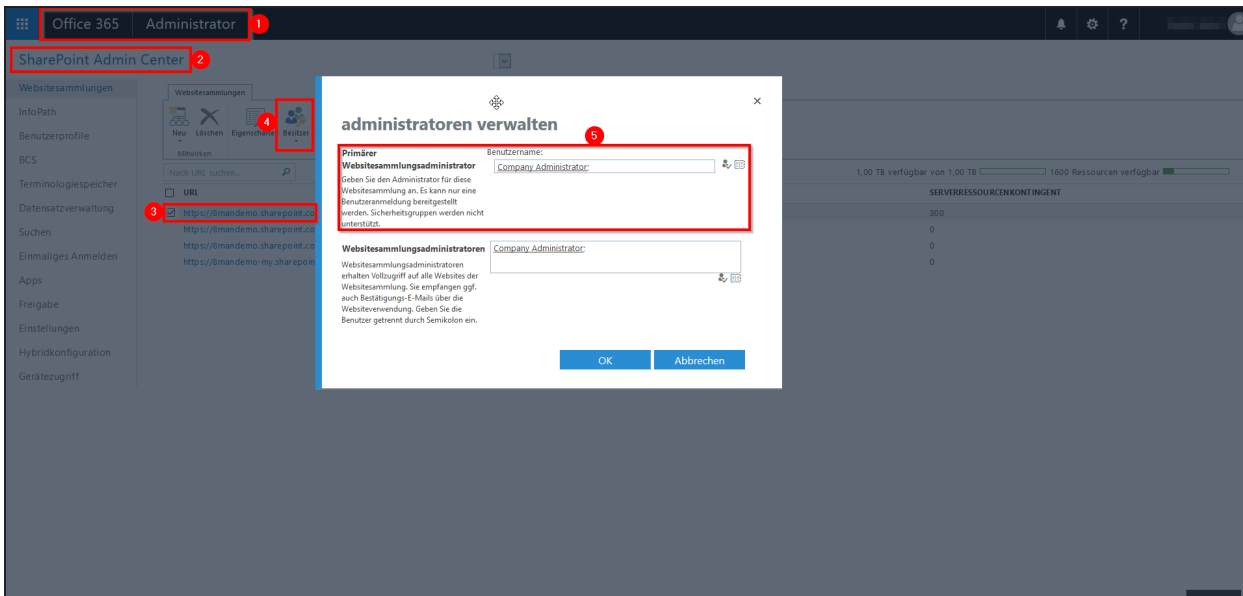 Office 365
Administrator
1
?
SharePoint Admin Center
2
Websitesammlungen
InfoPath
Benutzerprofile
BCS
Terminologiespeicher
Datensatzverwaltung
Suchen
Einmaliges Anmelden
Apps
Freigabe
Einstellungen
Hybridkonfiguration
Gerätezugriff
Websitesammlungen
Neu
Löschen
Eigenschafte
4
Besitzer
Mitwirken
Nach URL suchen...
URL
3
https://8mandemo.sharepoint.co
https://8mandemo.sharepoint.co
https://8mandemo.sharepoint.co
https://8mandemo-my.sharepoin
administratoren verwalten
5
Primärer
Websitesammlungsadministrator
Geben Sie den Administrator für diese
Websitesammlung an. Es kann nur eine
Benutzeranmeldung bereitgestellt
werden. Sicherheitsgruppen werden nicht
unterstützt.
Benutzername:
Company Administrator;
Websitesammlungsadministratoren
Websitesammlungsadministratoren
erhalten Vollzugriff auf alle Websites der
Websitesammlung. Sie empfangen ggf.
auch Bestätigungs-E-Mails über die
Websiteverwendung. Geben Sie die
Benutzer getrennt durch Semikolon ein.
Company Administrator;
OK
Abbrechen
1,00 TB verfügbar von 1,00 TB
1600 Ressourcen verfügbar
SERVERRESSOURCENKONTINGENT
300
0
0
0